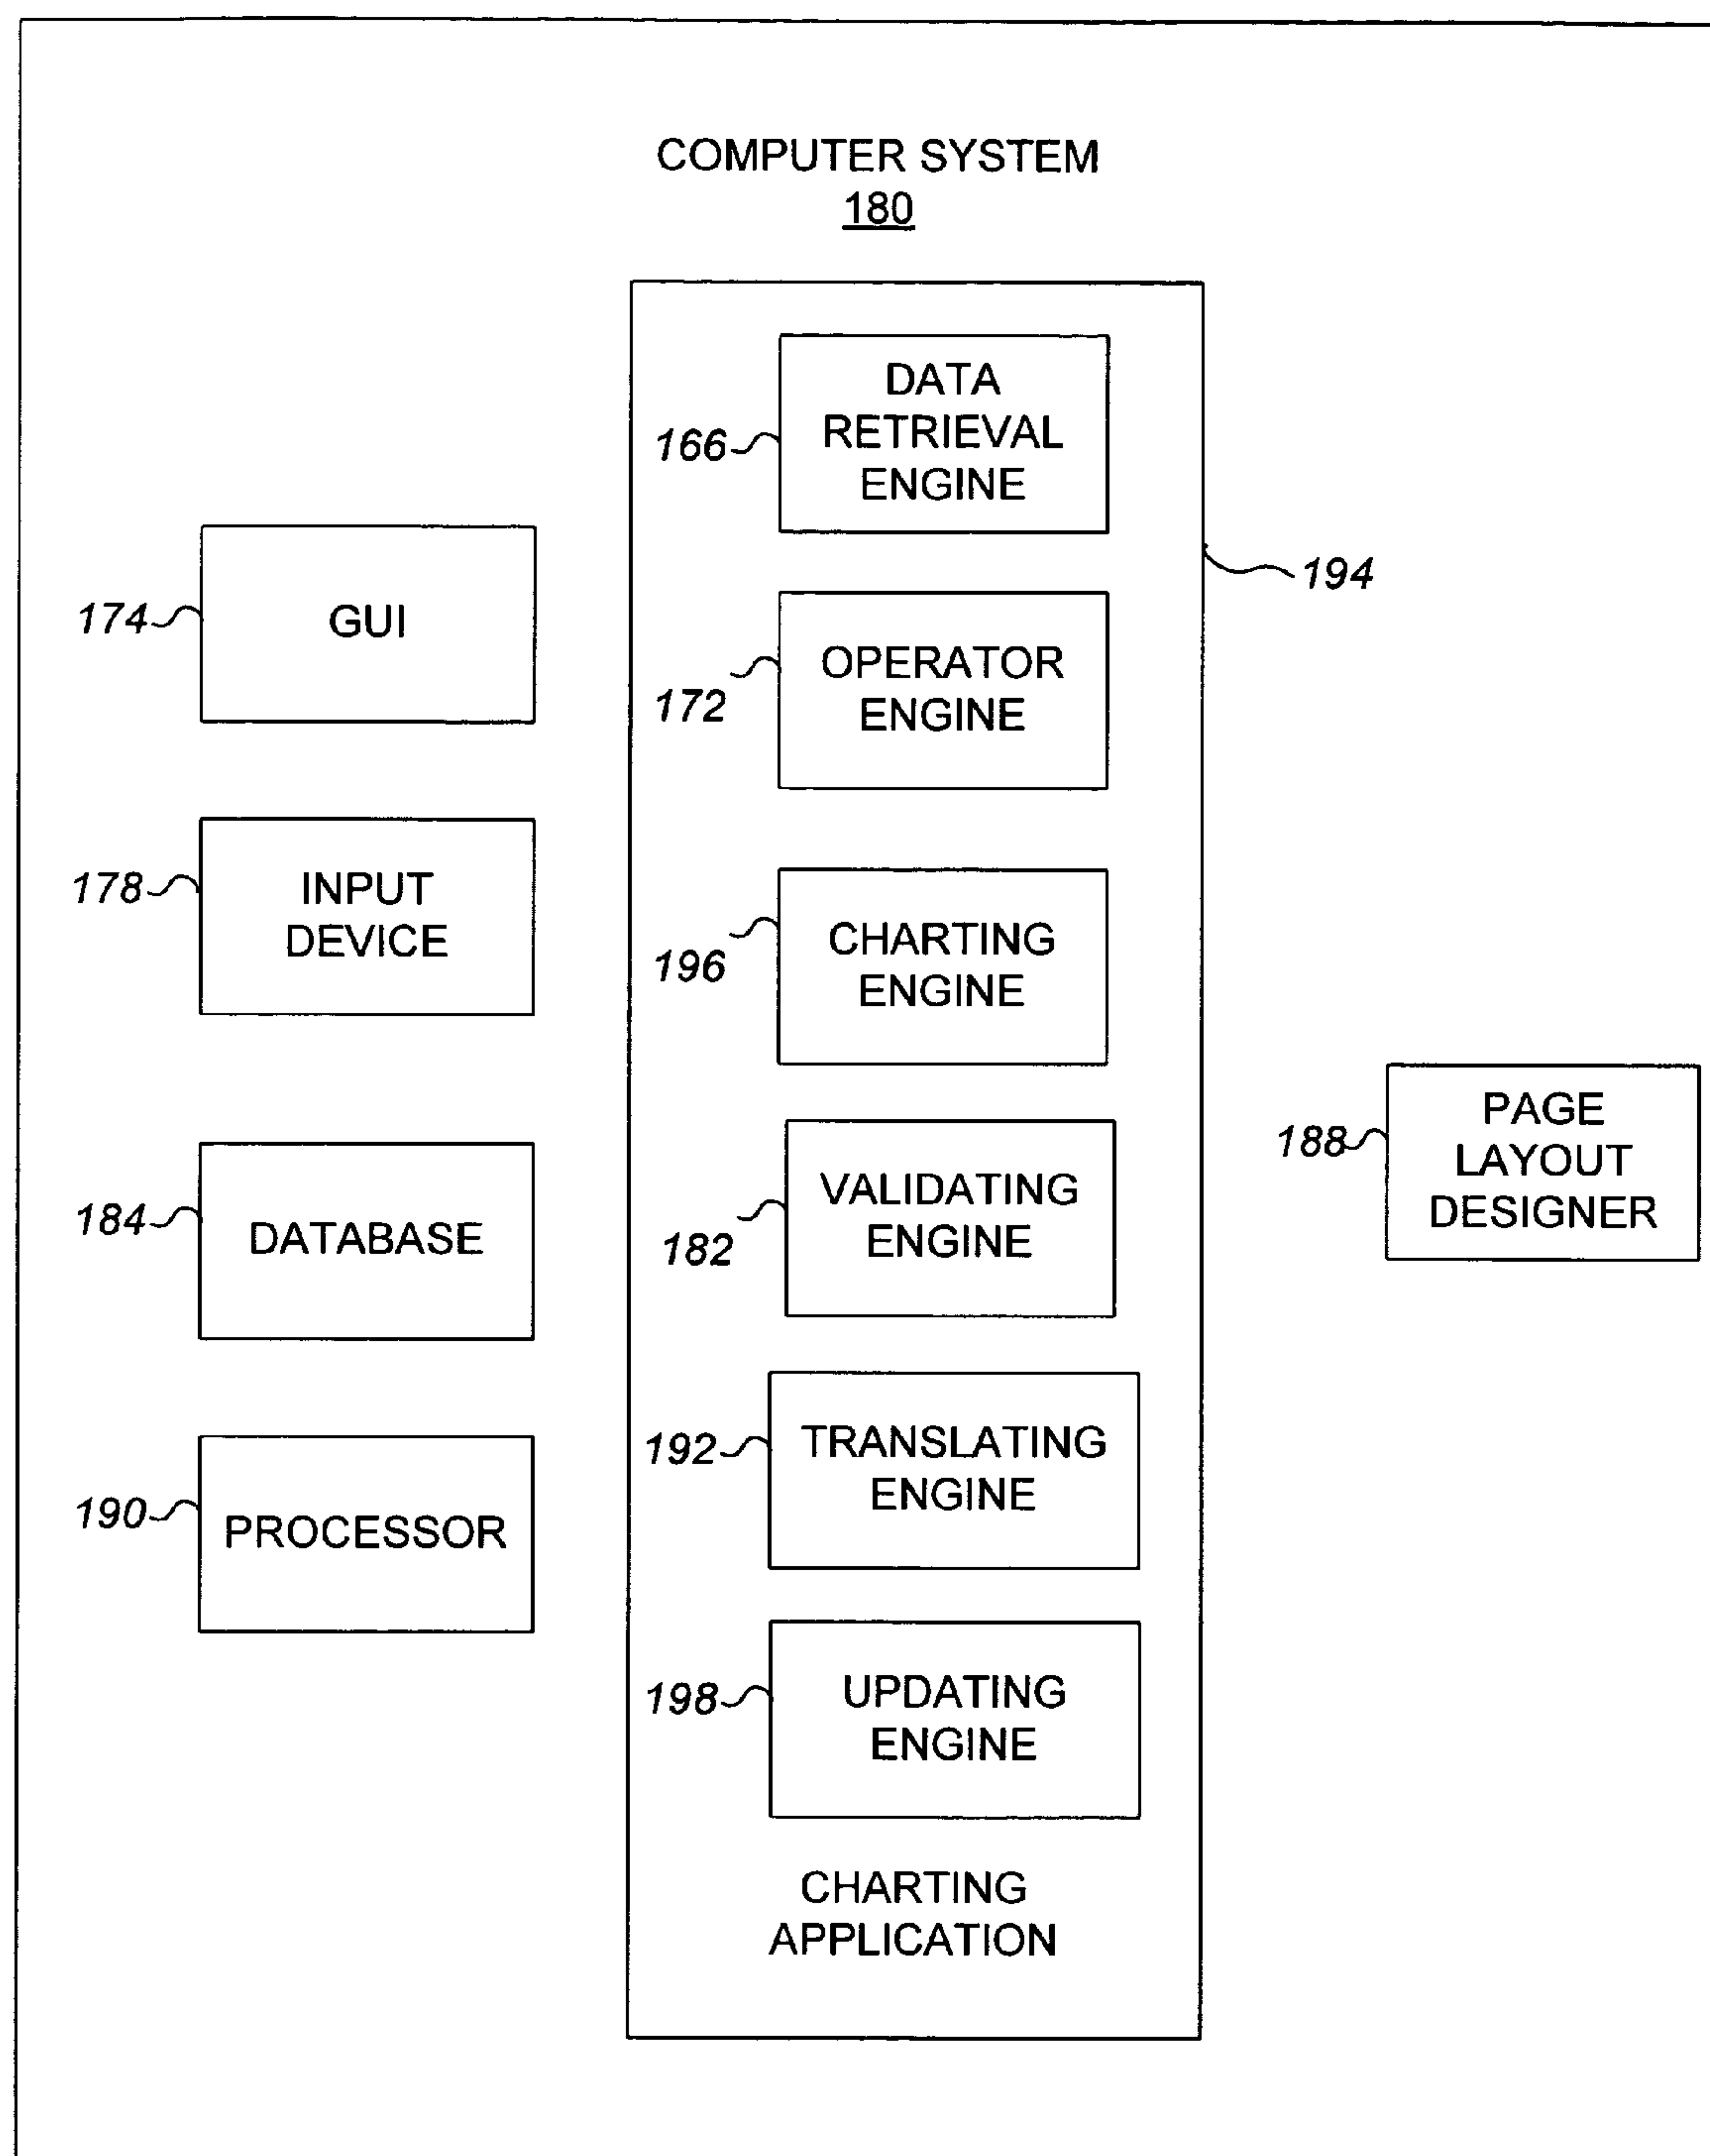 COMPUTER SYSTEM
180
DATA
RETRIEVAL
ENGINE
166
194
GUI
174
OPERATOR
ENGINE
172
INPUT
DEVICE
178
CHARTING
ENGINE
196
PAGE
LAYOUT
DESIGNER
188
VALIDATING
ENGINE
182
DATABASE
184
TRANSLATING
ENGINE
192
PROCESSOR
190
UPDATING
ENGINE
198
CHARTING
APPLICATION